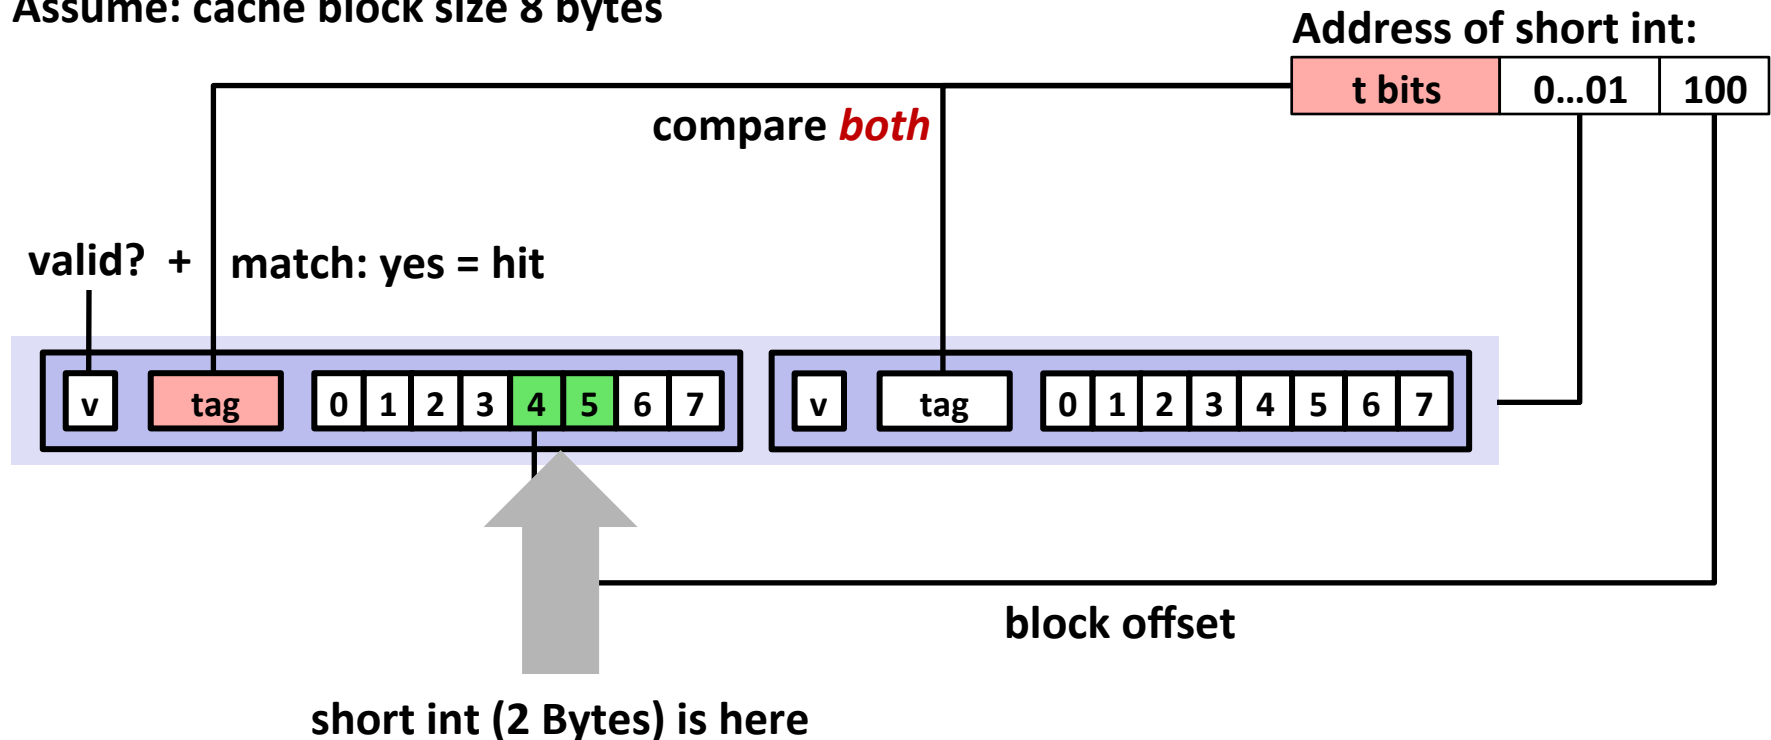 Assume: cache block size 8 bytes
Address of short int:
t bits 0...01 100
compare both
valid? + match: yes = hit
v tag 0 1 2 3 4 5 6 7 v tag 0 1 2 3 4 5 6 7
block offset
short int (2 Bytes) is here